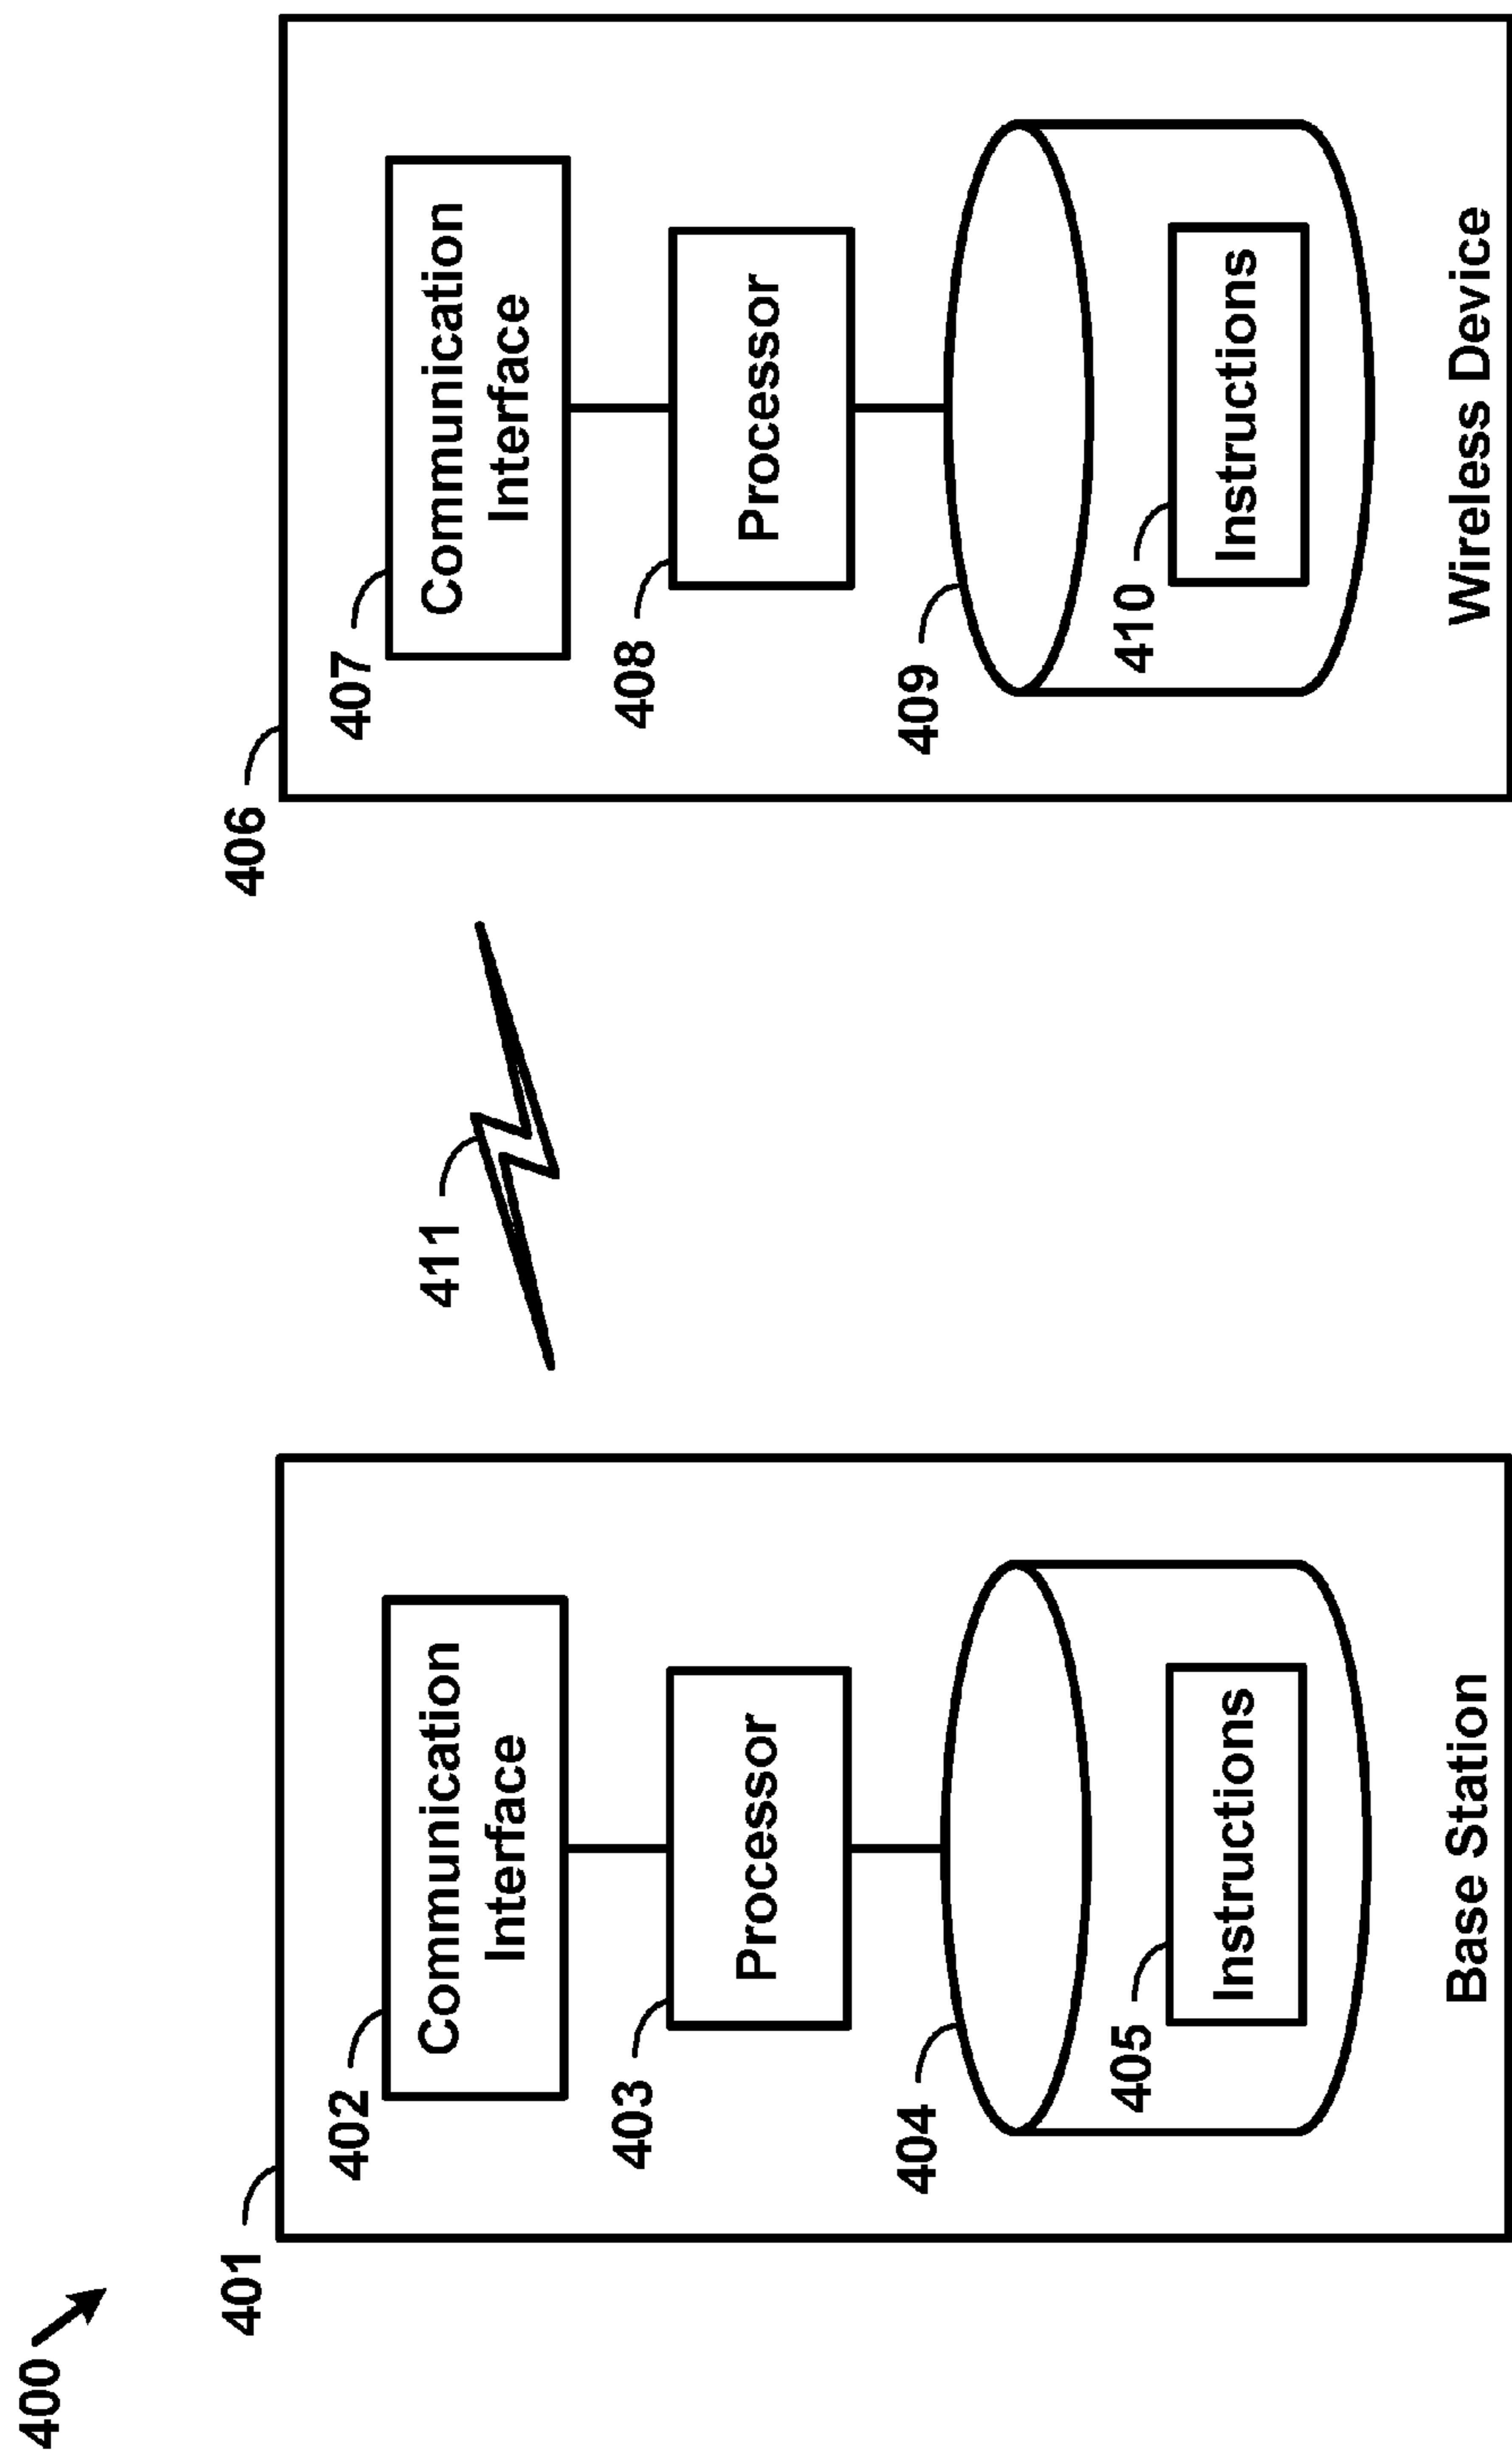 400
401
402
Communication
Interface
403
Processor
404
405
Instructions
Base Station
411
406
407
Communication
Interface
408
Processor
409
410
Instructions
Wireless Device